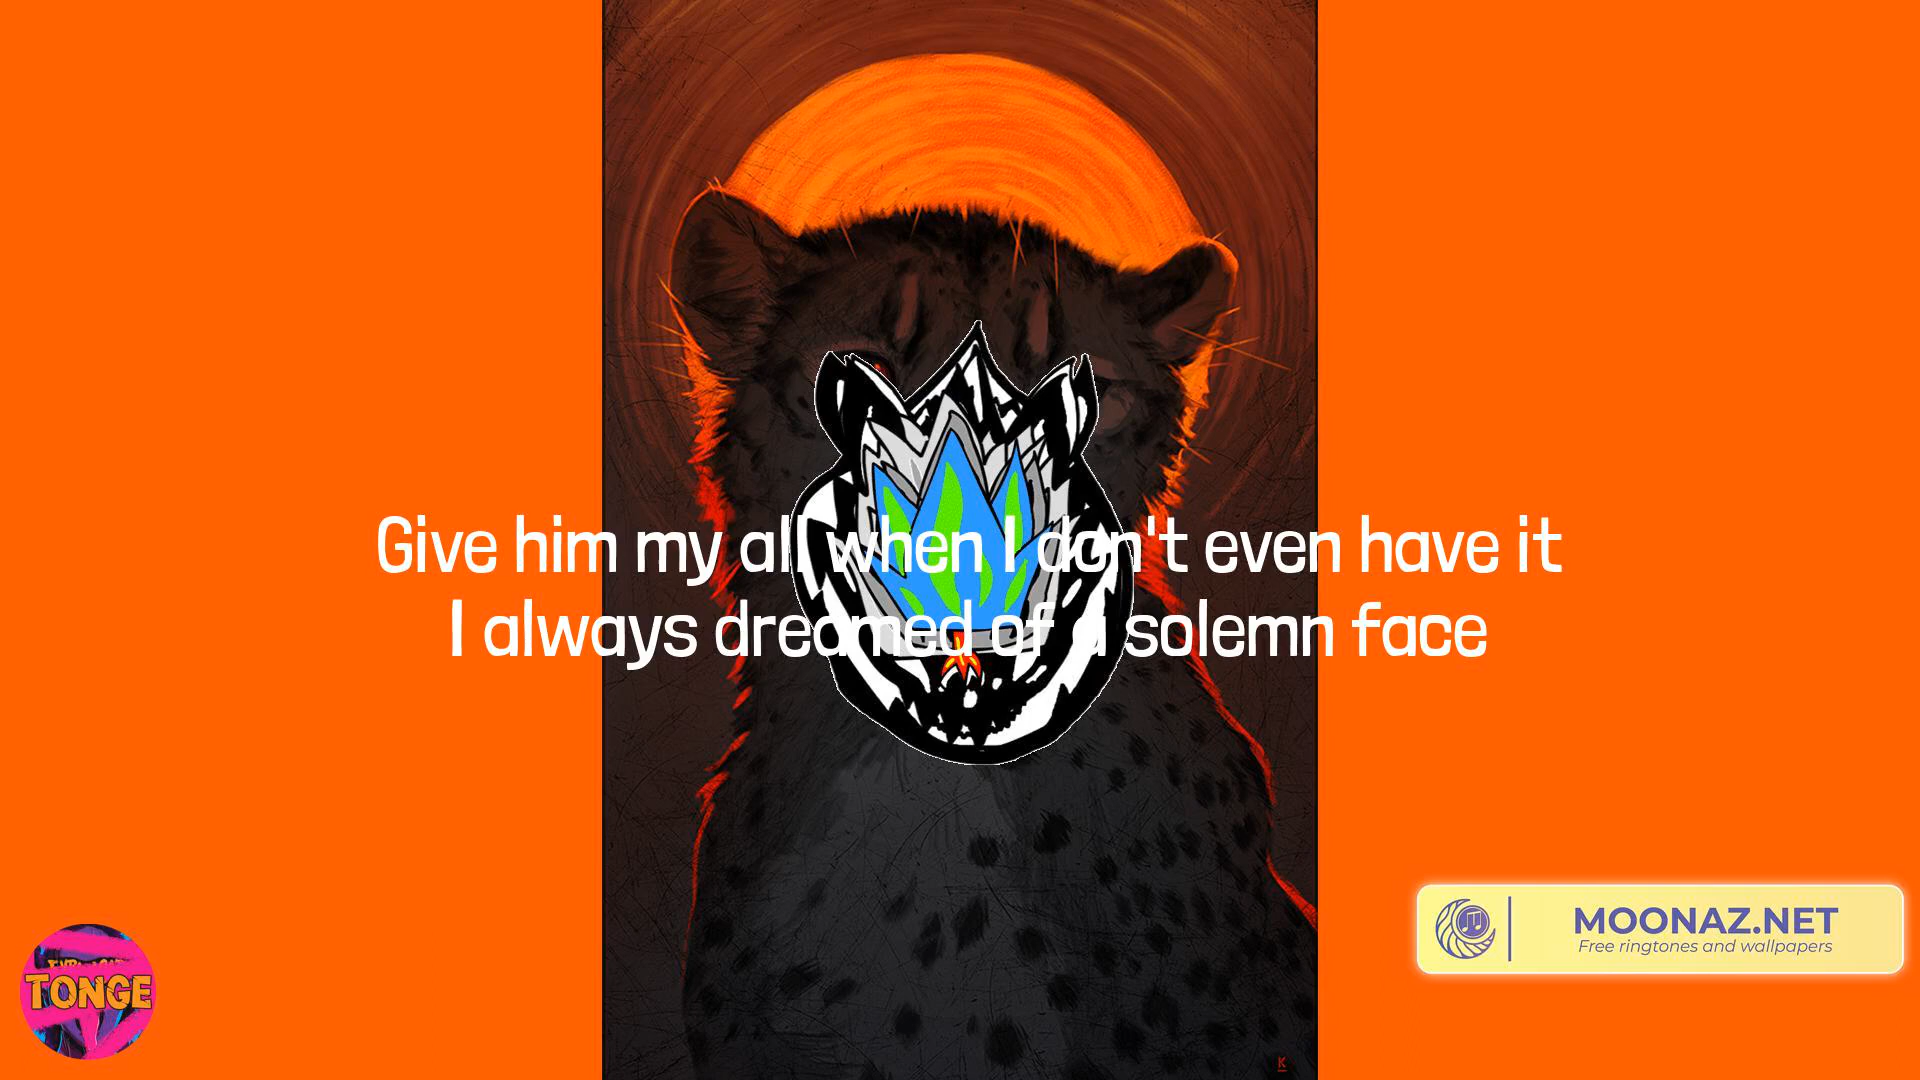 Give him my all when I don't even have it
I always dreamed of a solemn face
TONGE
MOONAZ.NET
Free ringtones and wallpapers
K